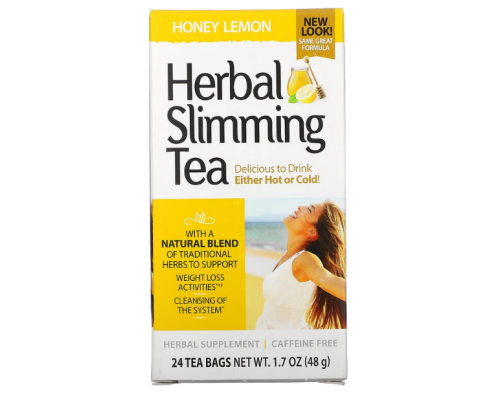 HONEY LEMON
NEW
LOOK!
SAME GREAT
FORMULA
Herbal
Slimming
Tea
Delicious to Drink
Either Hot or Cold!
WITH A
NATURAL BLEND
OF TRADITIONAL
HERBS TO SUPPORT
WEIGHT LOSS
ACTIVITIES*†
CLEANSING OF
THE SYSTEM*
HERBAL SUPPLEMENT | CAFFEINE FREE
24 TEA BAGS NET WT. 1.7 OZ (48 g)